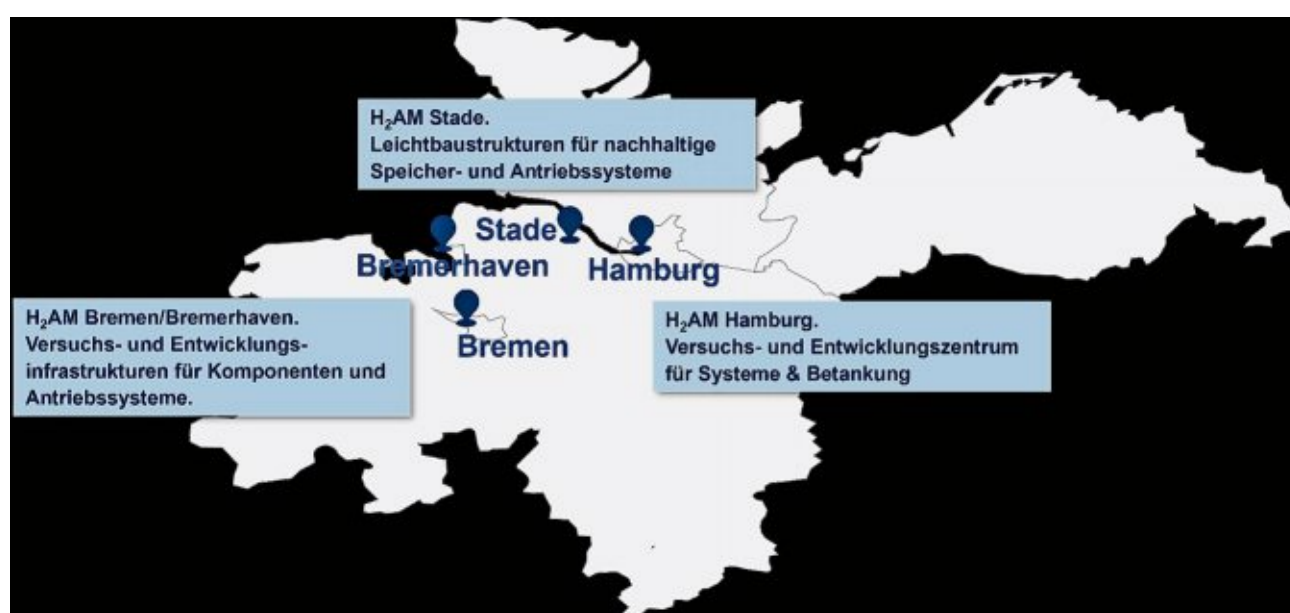 H₂AM Stade.
Leichtbaustrukturen für nachhaltige
Speicher- und Antriebssysteme
Stade
Bremerhaven
Hamburg
H₂AM Bremen/Bremerhaven.
Versuchs- und Entwicklungs-
infrastrukturen für Komponenten und
Antriebssysteme.
Bremen
H₂AM Hamburg.
Versuchs- und Entwicklungszentrum
für Systeme & Betankung